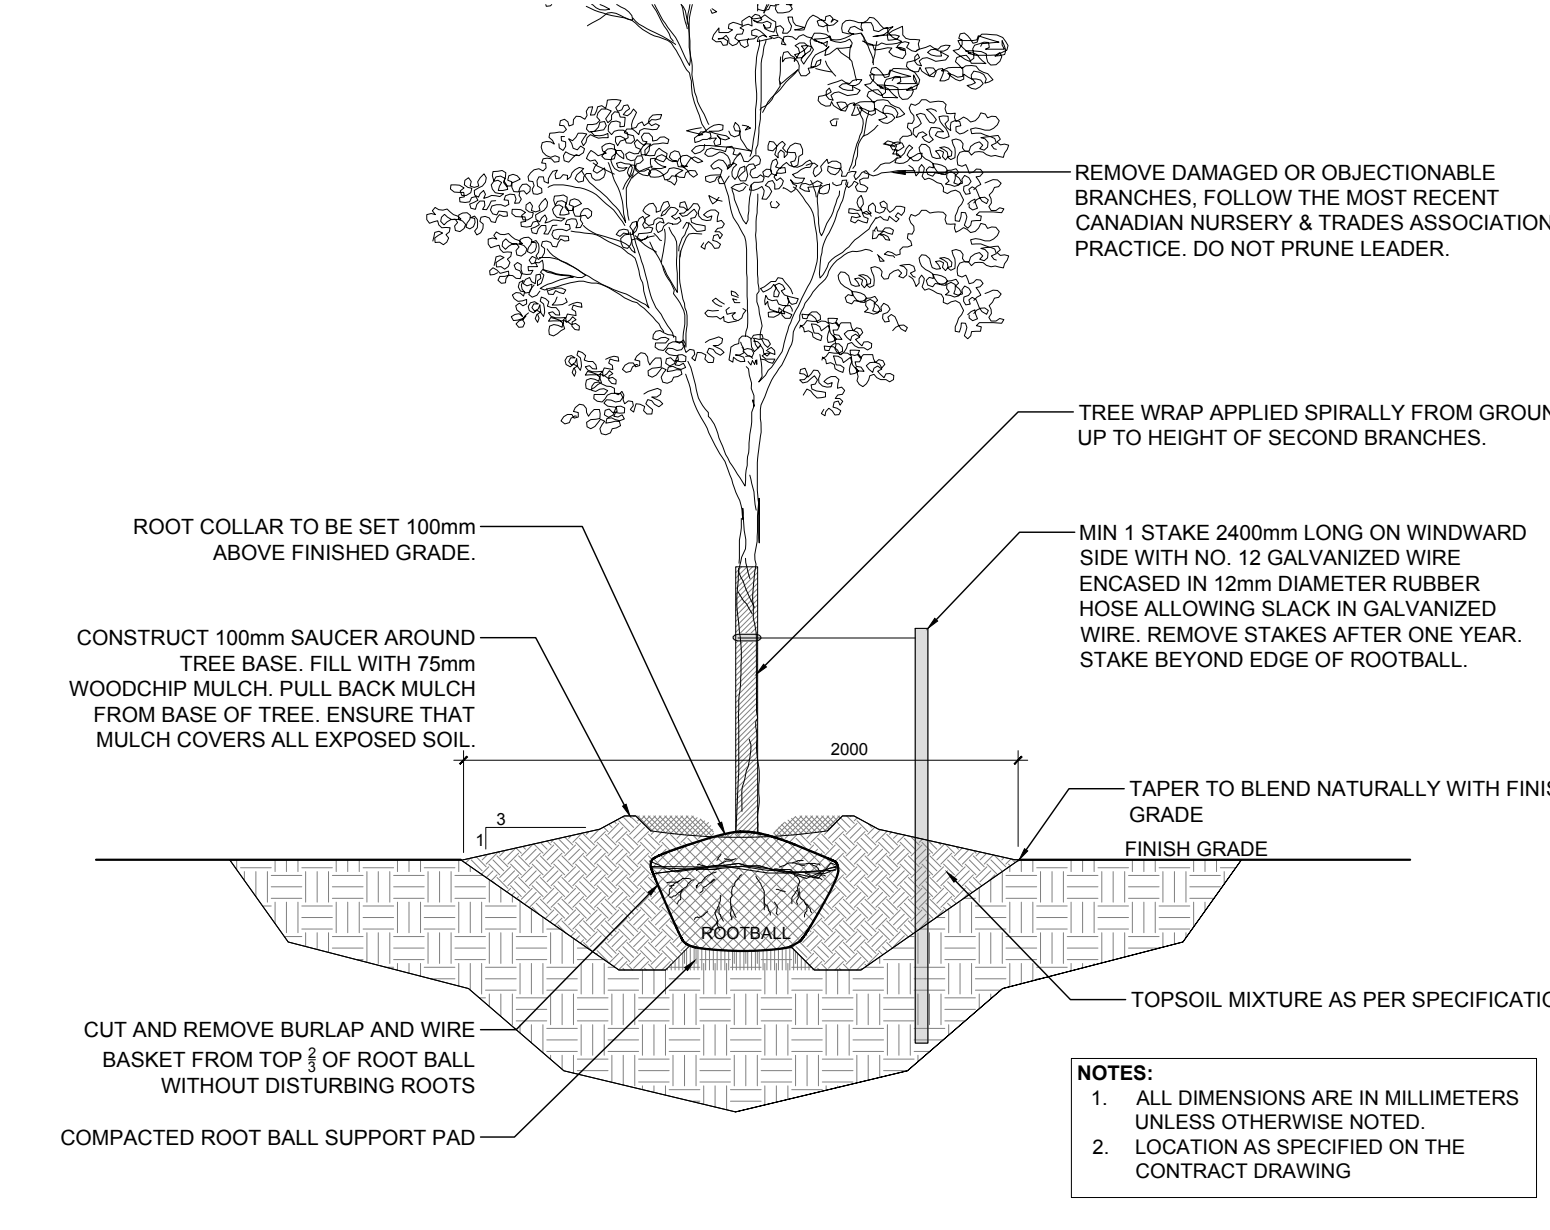 REMOVE DAMAGED OR OBJECTIONABLE
BRANCHES, FOLLOW THE MOST RECENT
CANADIAN NURSERY & TRADES ASSOCIATION
PRACTICE. DO NOT PRUNE LEADER.
TREE WRAP APPLIED SPIRALLY FROM
UP TO HEIGHT OF SECOND BRANCHES.
ROOT COLLAR TO BE SET 100mm
ABOVE FINISHED GRADE.
MIN 1 STAKE 2400mm LONG ON WINDWARD
SIDE WITH NO. 12 GALVANIZED WIRE
ENCASED IN 12mm DIAMETER RUBBER
HOSE ALLOWING SLACK IN GALVANIZED
WIRE. REMOVE STAKES AFTER ONE YEAR.
STAKE BEYOND EDGE OF ROOTBALL.
CONSTRUCT 100mm SAUCER AROUND
TREE BASE. FILL WITH 75mm
WOODCHIP MULCH. PULL BACK MULCH
FROM BASE OF TREE. ENSURE THAT
MULCH COVERS ALL EXPOSED SOIL.
2000
TAPER TO BLEND NATURALLY WITH
GRADE
3
1
FINISH GRADE
ROOTBALL
TOPSOIL MIXTURE AS PER
CUT AND REMOVE BURLAP AND WIRE
BASKET FROM TOP 2/3 OF ROOT BALL
WITHOUT DISTURBING ROOTS
COMPACTED ROOT BALL SUPPORT PAD
NOTES:
1. ALL DIMENSIONS ARE IN MILLIMETERS
UNLESS OTHERWISE NOTED.
2. LOCATION AS SPECIFIED ON THE
CONTRACT DRAWING